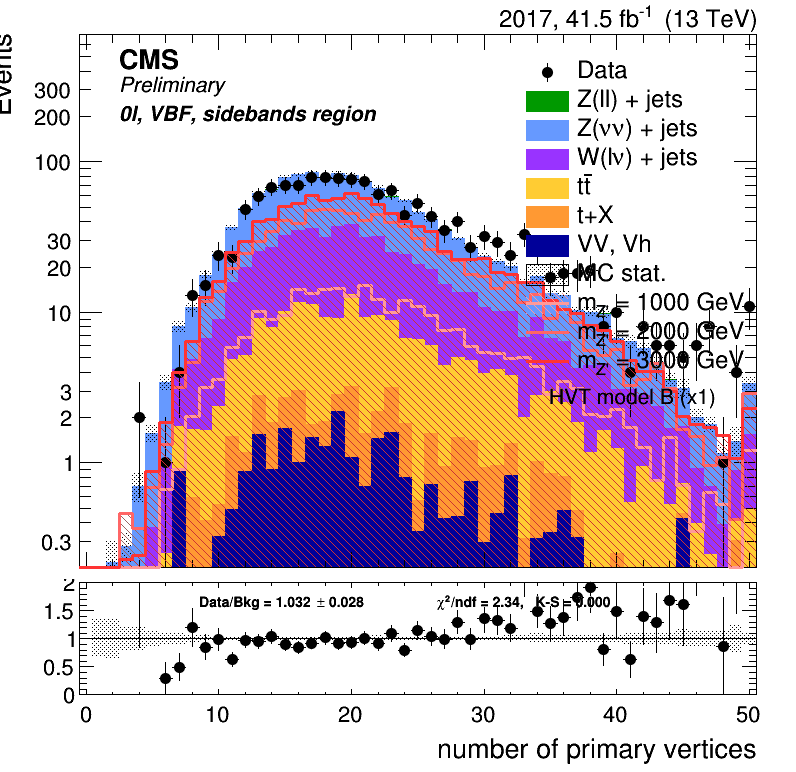 2017, 41.5 fb⁻¹ (13 TeV)
Events
CMS
Preliminary
0l, VBF, sidebands region
Data
Z(ll) + jets
Z(νν) + jets
W(lν) + jets
tt̄
t+X
VV, Vh
MC stat.
m_Z' = 1000 GeV
m_Z' = 2000 GeV
m_Z' = 3000 GeV
HVT model B (x1)
300
200
100
30
20
10
3
2
1
0.3
Data/Bkg = 1.032 ± 0.028 χ²/ndf = 2.34, K-S = 0.000
2
1.5
1
0.5
0
0 10 20 30 40 50
number of primary vertices